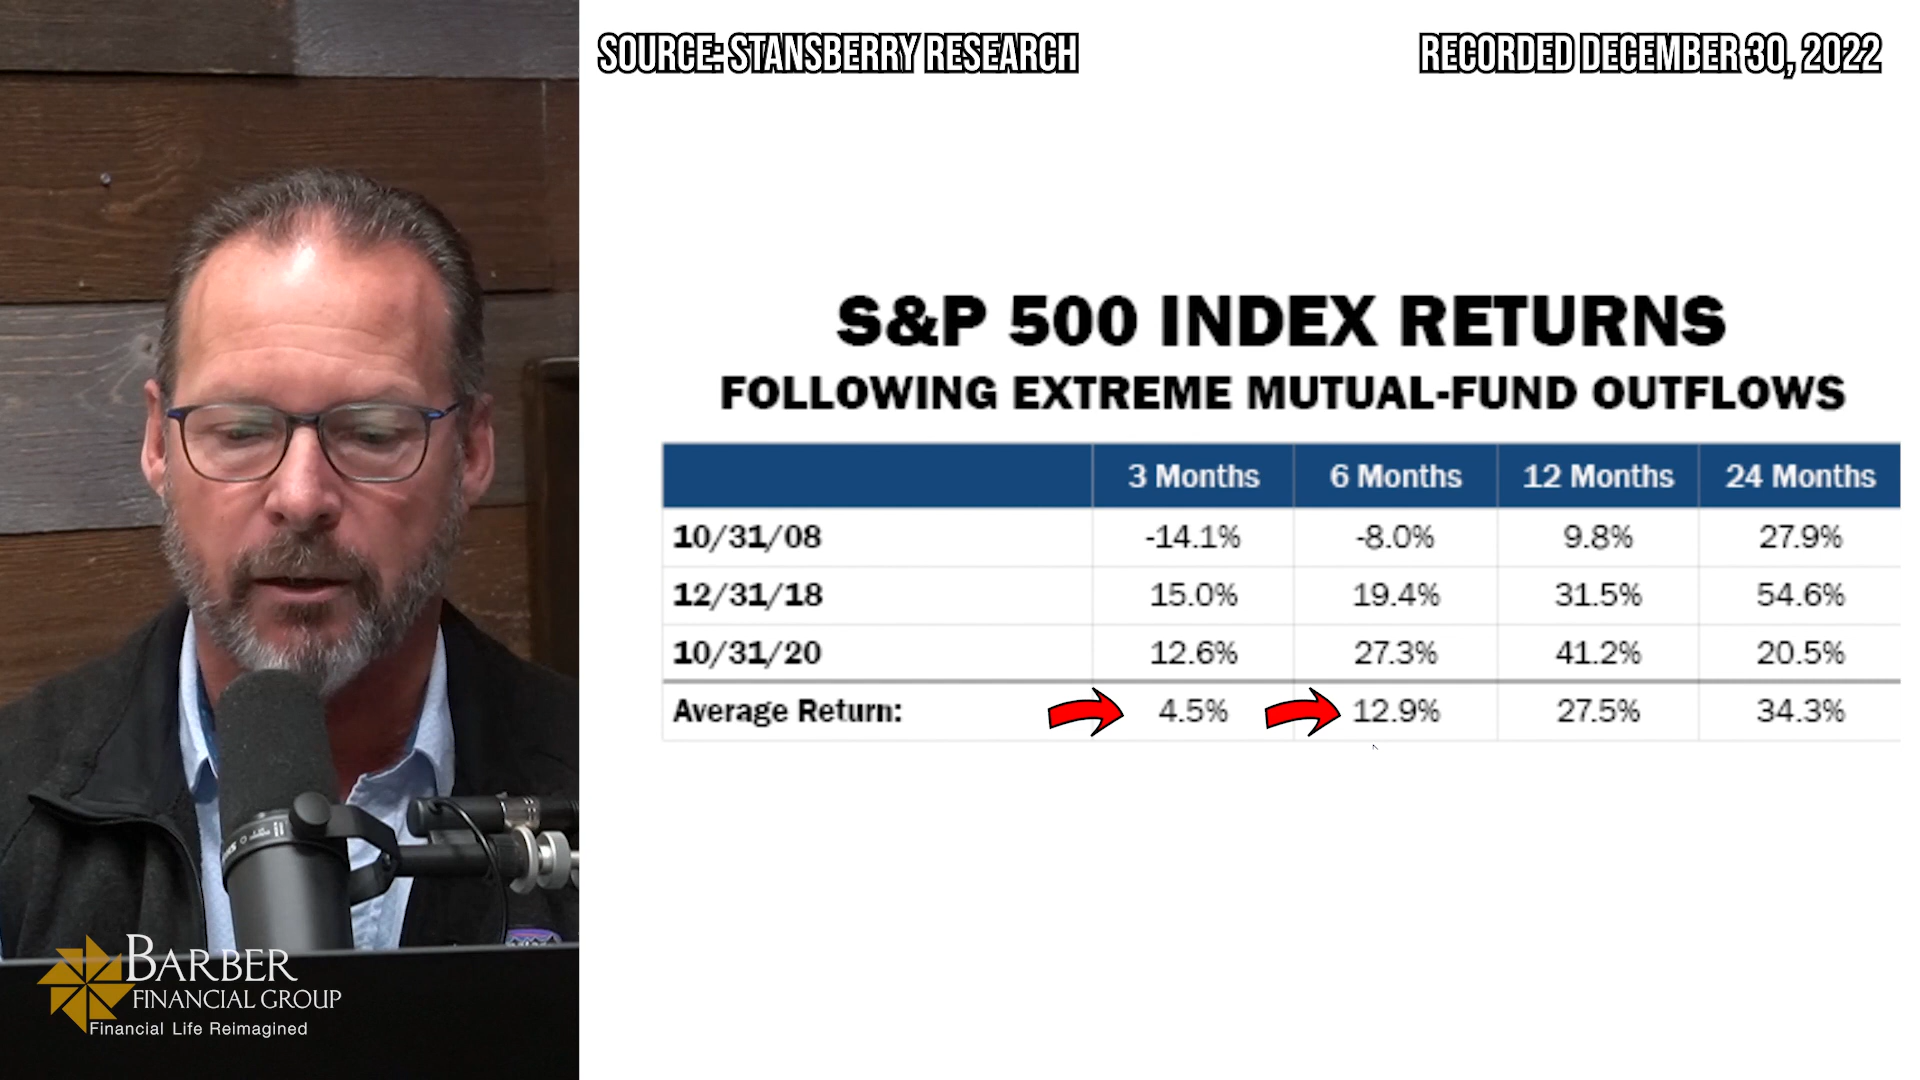 SOURCE: STANSBERRY RESEARCH
RECORDED DECEMBER 30, 2022
S&P 500 INDEX RETURNS
FOLLOWING EXTREME MUTUAL-FUND OUTFLOWS
3 Months 6 Months 12 Months 24 Months
10/31/08 -14.1% -8.0% 9.8% 27.9%
12/31/18 15.0% 19.4% 31.5% 54.6%
10/31/20 12.6% 27.3% 41.2% 20.5%
Average Return: 4.5% 12.9% 27.5% 34.3%
BARBER
FINANCIAL GROUP
Financial Life Reimagined